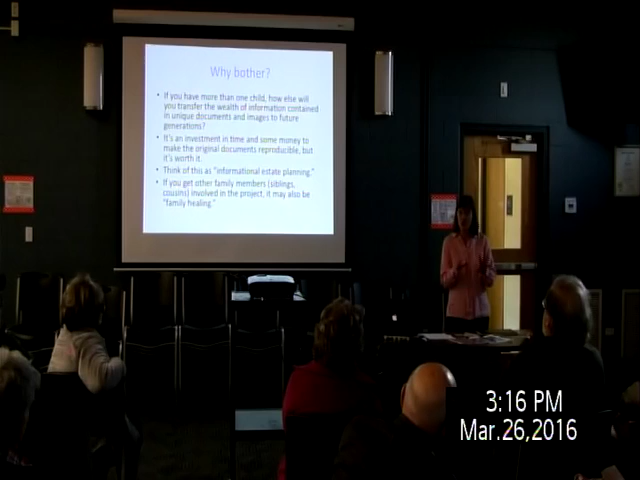 Why bother?
• If you have more than one child, how else will
you transfer the wealth of information contained
in unique documents and images to future
generations?
• It's an investment in time and some money to
make the original documents reproducible, but
it's worth it.
• Think of this as "informational estate planning."
• If you get other family members (siblings,
cousins) involved in the project, it may also be
"family healing."
3:16 PM
Mar.26,2016